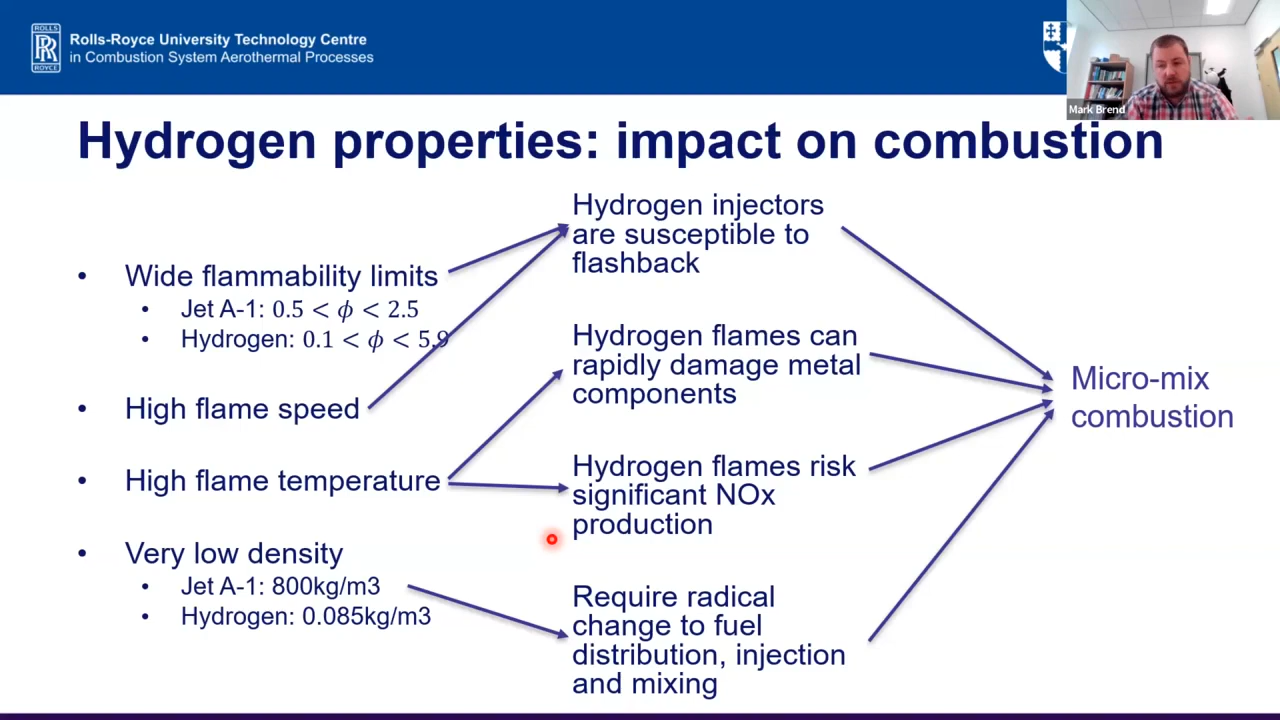 ROLLS
RR
ROYCE
Rolls-Royce University Technology Centre
in Combustion System Aerothermal Processes
Mark Brend
Hydrogen properties: impact on combustion
• Wide flammability limits
• Jet A-1: 0.5 < ϕ < 2.5
• Hydrogen: 0.1 < ϕ < 5.9
• High flame speed
• High flame temperature
• Very low density
• Jet A-1: 800kg/m3
• Hydrogen: 0.085kg/m3
Hydrogen injectors
are susceptible to
flashback
Hydrogen flames can
rapidly damage metal
components
Hydrogen flames risk
significant NOx
production
Require radical
change to fuel
distribution, injection
and mixing
Micro-mix
combustion